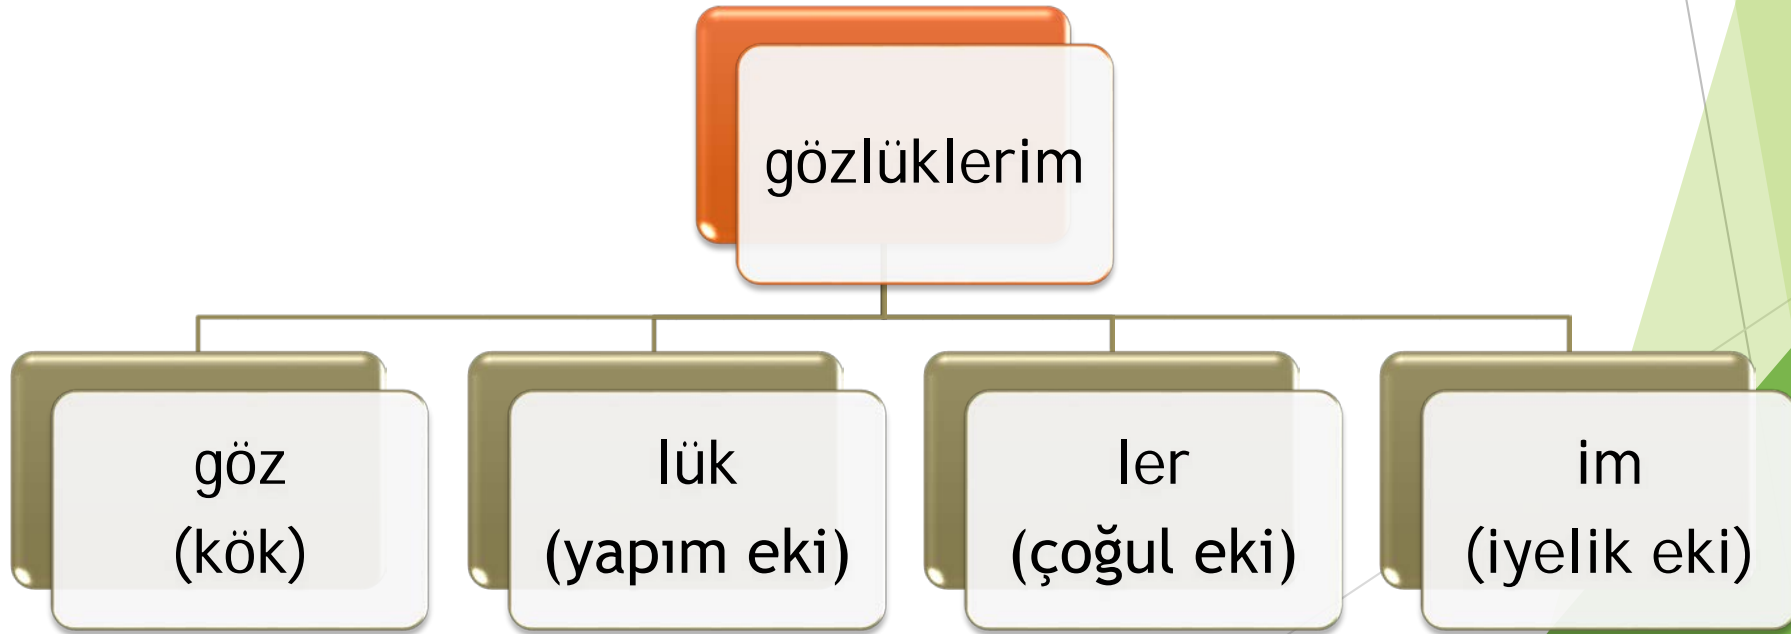 gözlüklerim
göz
(kök)
lük
(yapım eki)
ler
(çoğul eki)
im
(iyelik eki)